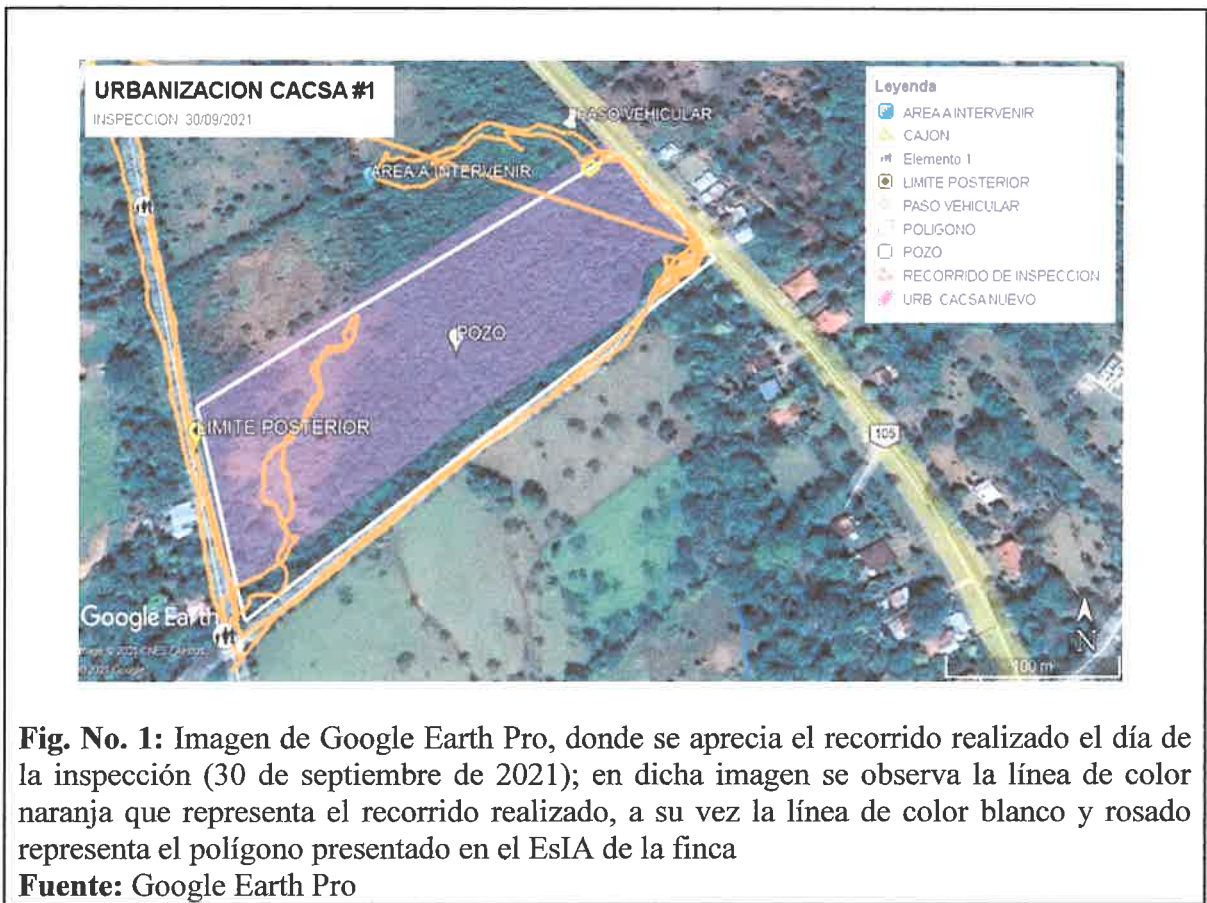 URBANIZACION CACSA #1
INSPECCION 30/09/2021
PASO VEHICULAR
AREA A INTERVENIR
POZO
LIMITE POSTERIOR
105
Leyenda
AREA A INTERVENIR
CAJON
Elemento 1
LIMITE POSTERIOR
PASO VEHICULAR
POLIGONO
POZO
RECORRIDO DE INSPECCION
URB CACSA NUEVO
Google Earth
© 2021 Google
N
100 m
Fig. No. 1: Imagen de Google Earth Pro, donde se aprecia el recorrido realizado el día de
la inspección (30 de septiembre de 2021); en dicha imagen se observa la línea de color
naranja que representa el recorrido realizado, a su vez la línea de color blanco y rosado
representa el polígono presentado en el EsIA de la finca
Fuente: Google Earth Pro